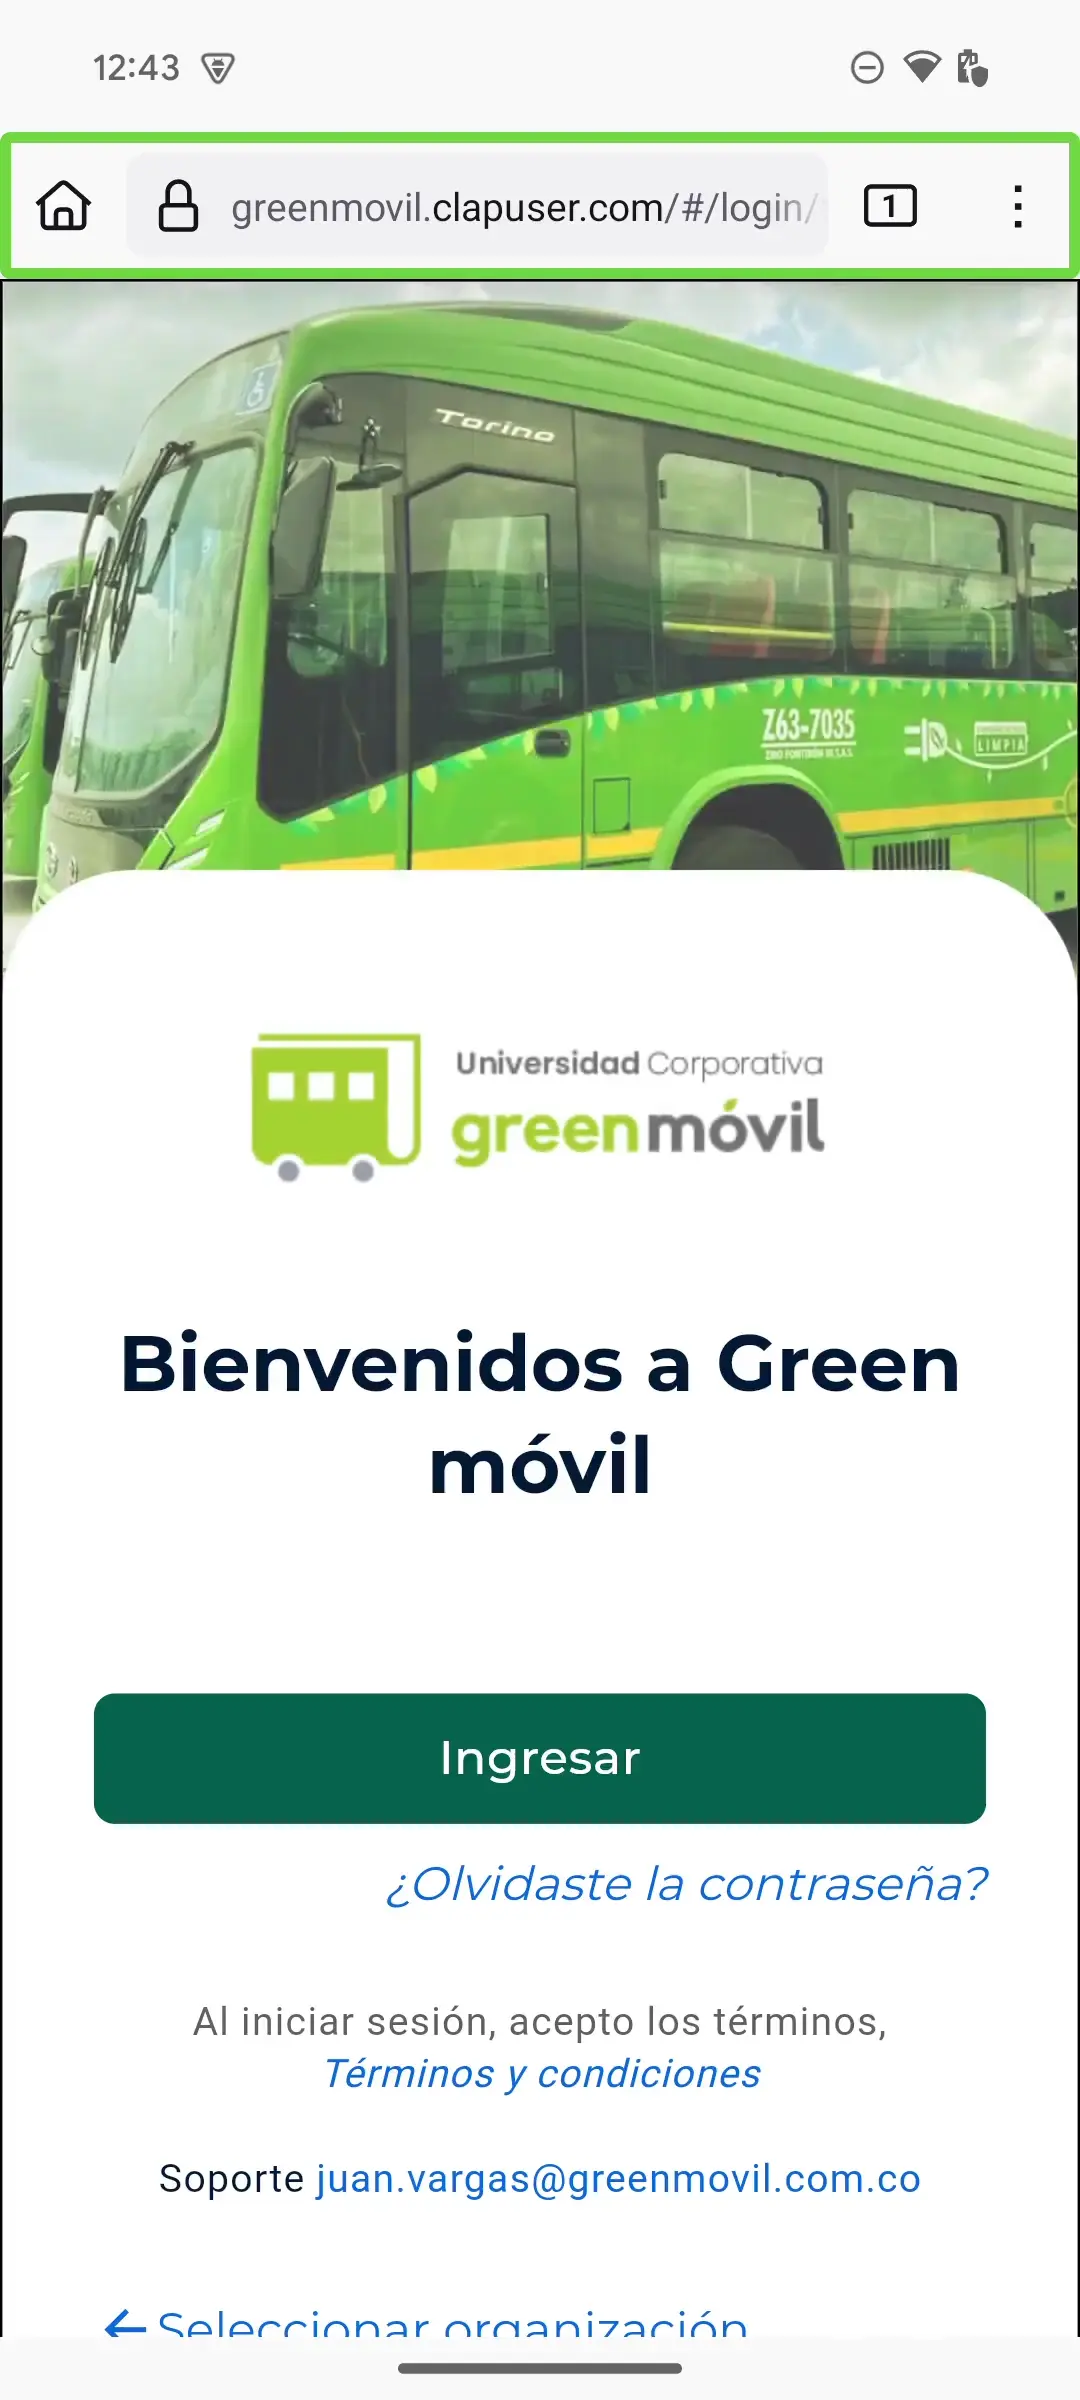 12:43
greenmovil.clapuser.com/#/login/
1
Torino
Z63-7035
LIMPIA
Universidad Corporativa
greenmóvil
Bienvenidos a Green
móvil
Ingresar
¿Olvidaste la contraseña?
Al iniciar sesión, acepto los términos,
Términos y condiciones
Soporte juan.vargas@greenmovil.com.co
Seleccionar organización